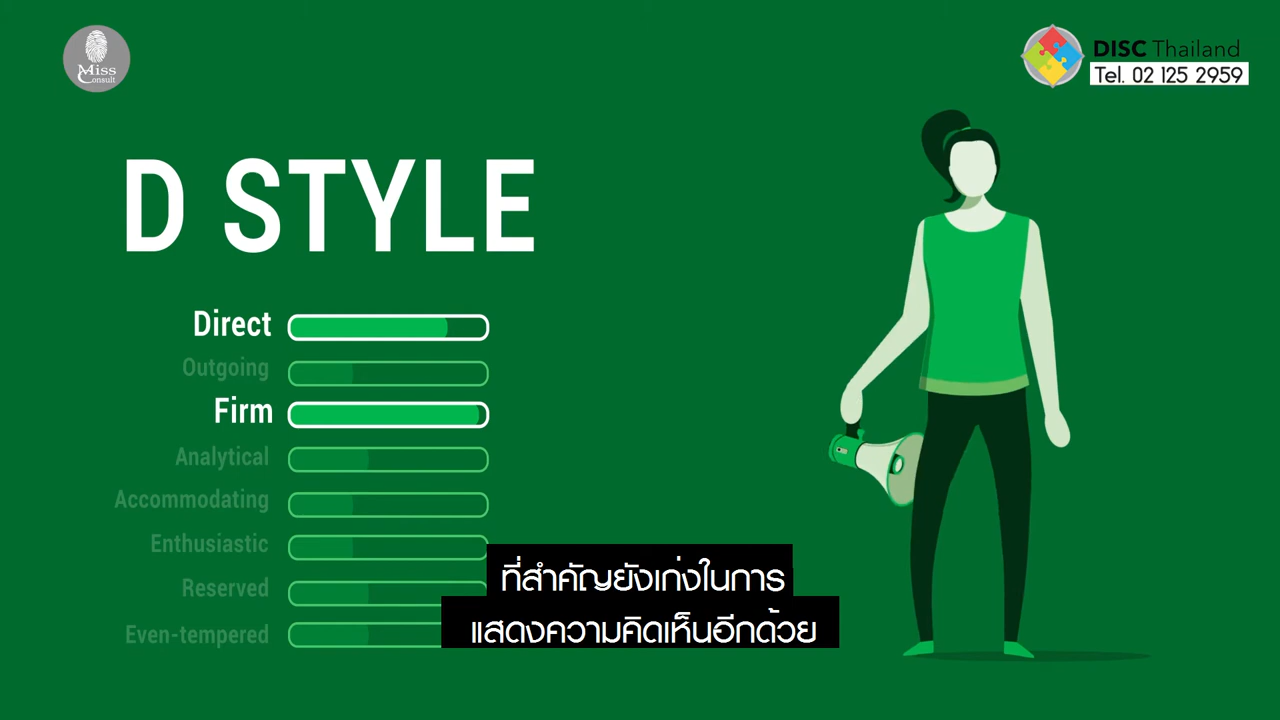 Miss
Consult
DISC Thailand
Tel. 02 125 2959
D STYLE
Direct
Outgoing
Firm
Analytical
Accommodating
Enthusiastic
Reserved
Even-tempered
ที่สำคัญยังเก่งในการ
แสดงความคิดเห็นอีกด้วย